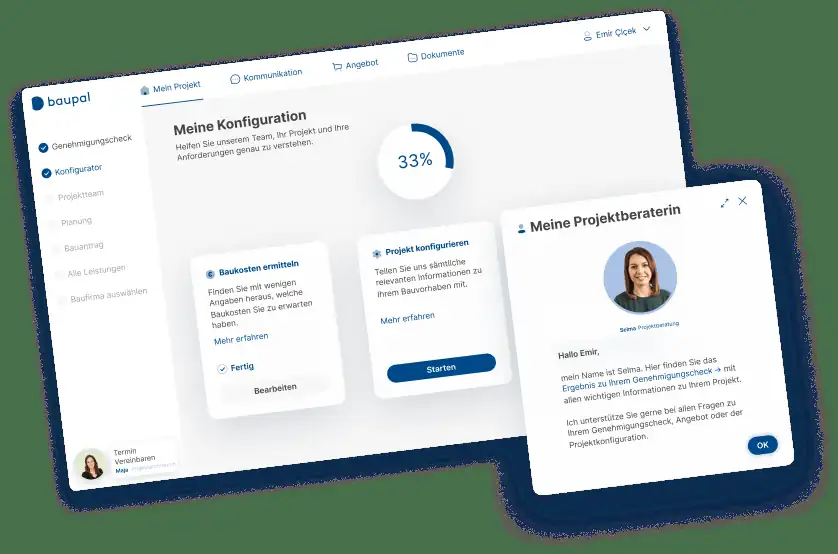 baupal
Mein Projekt
Kommunikation
Angebot
Dokumente
Emir Çiçek
Genehmigungscheck
Konfigurator
Projektteam
Planung
Bauantrag
Alle Leistungen
Baufirma auswählen
Termin
Vereinbaren
Maja
Meine Konfiguration
Helfen Sie unserem Team, Ihr Projekt und Ihre
Anforderungen genau zu verstehen.
33%
Baukosten ermitteln
Finden Sie mit wenigen
Angaben heraus, welche
Baukosten Sie zu erwarten
haben.
Mehr erfahren
Fertig
Bearbeiten
Projekt konfigurieren
Teilen Sie uns sämtliche
relevanten Informationen zu
Ihrem Bauvorhaben mit.
Mehr erfahren
Starten
Meine Projektberaterin
Selma Projektberatung
Hallo Emir,
mein Name ist Selma. Hier finden Sie das
Ergebnis zu Ihrem Genehmigungscheck → mit
allen wichtigen Informationen zu Ihrem Projekt.
Ich unterstütze Sie gerne bei allen Fragen zu
Ihrem Genehmigungscheck, Angebot oder der
Projektkonfiguration.
OK